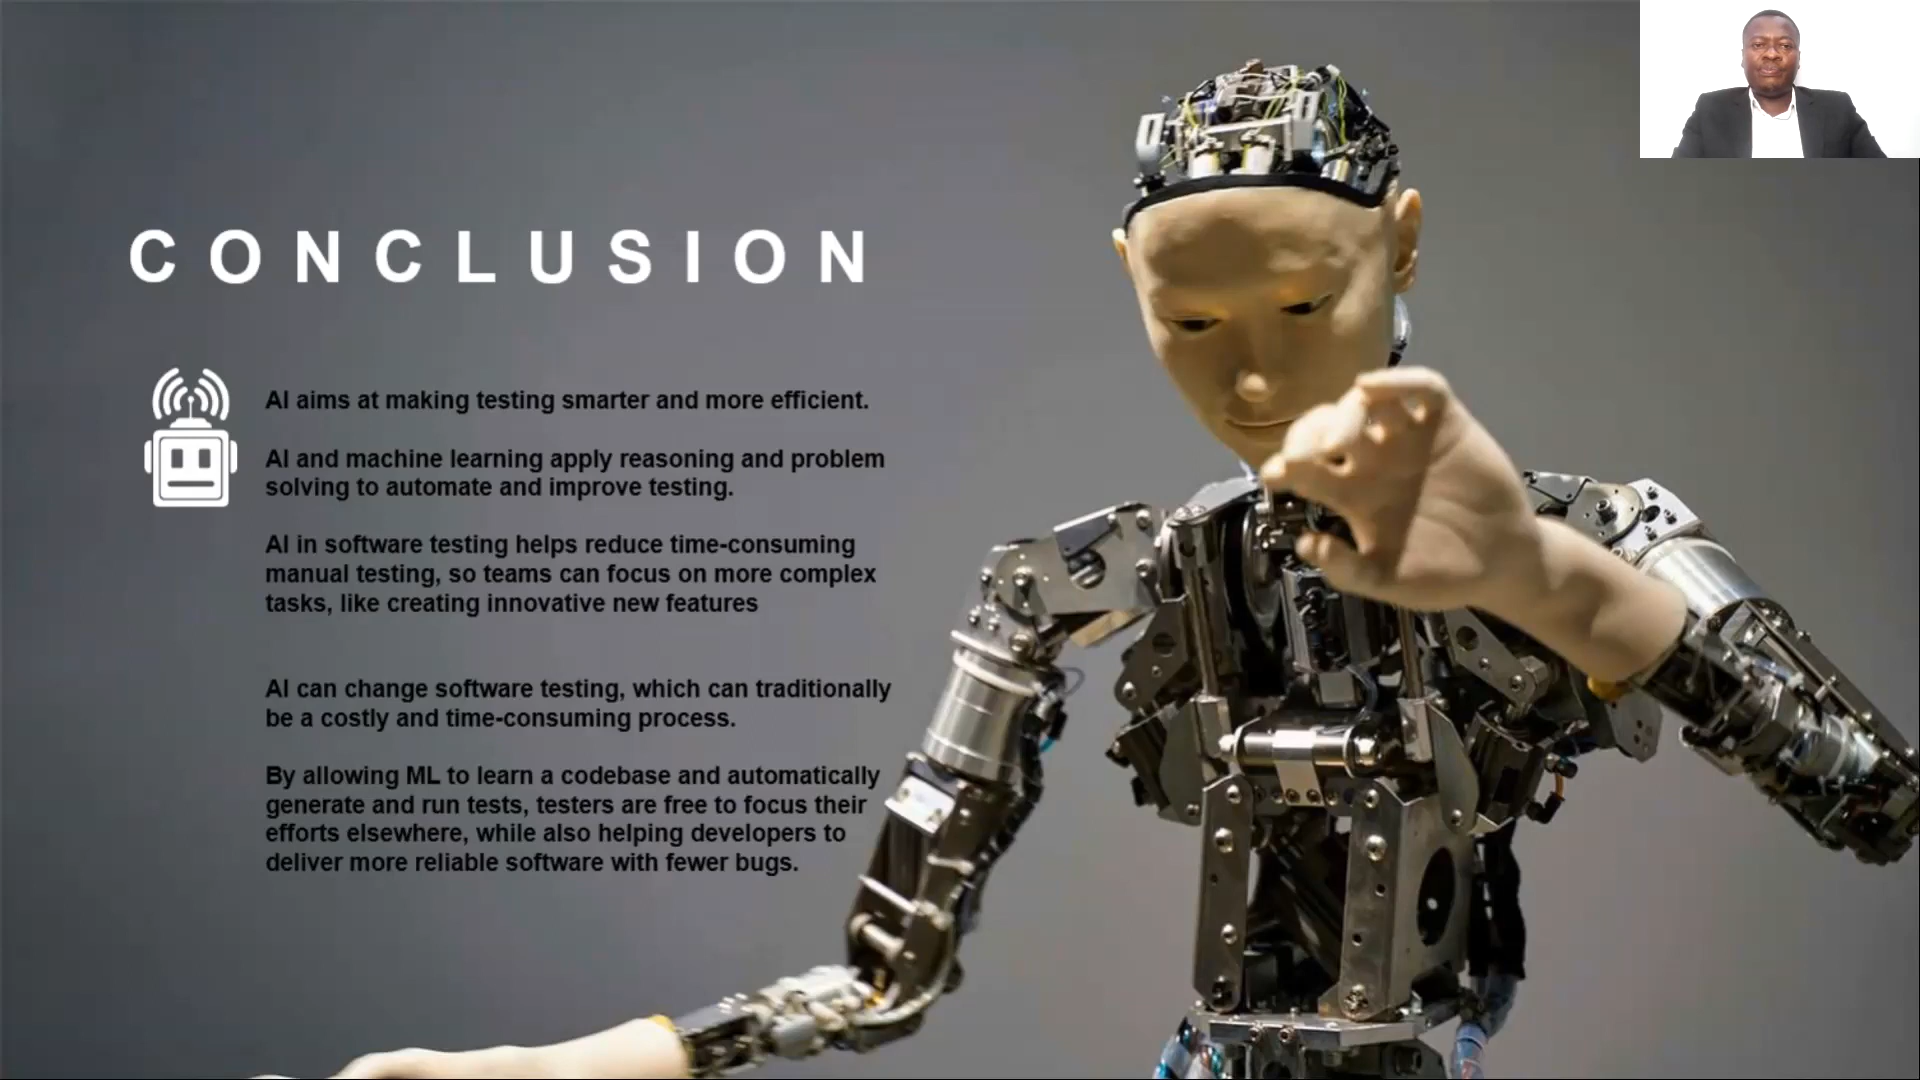 CONCLUSION
AI aims at making testing smarter and more efficient.
AI and machine learning apply reasoning and problem
solving to automate and improve testing.
AI in software testing helps reduce time-consuming
manual testing, so teams can focus on more complex
tasks, like creating innovative new features
AI can change software testing, which can traditionally
be a costly and time-consuming process.
By allowing ML to learn a codebase and automatically
generate and run tests, testers are free to focus their
efforts elsewhere, while also helping developers to
deliver more reliable software with fewer bugs.